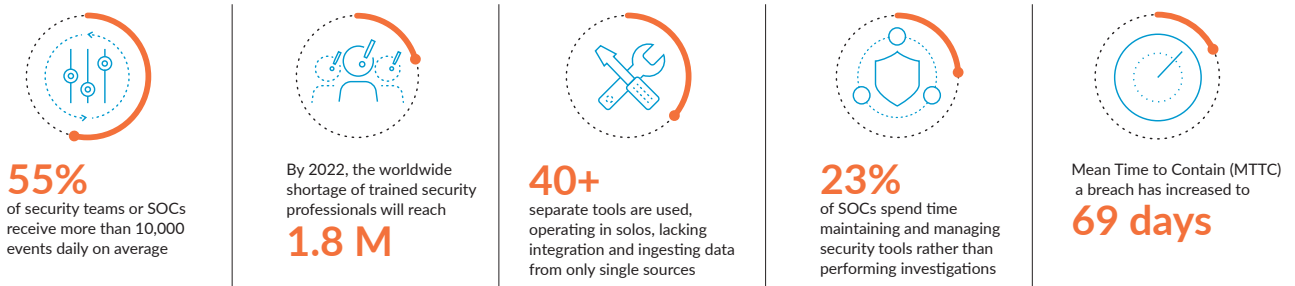 55%
of security teams or SOCs
receive more than 10,000
events daily on average
By 2022, the worldwide
shortage of trained security
professionals will reach
1.8 M
40+
separate tools are used,
operating in solos, lacking
integration and ingesting data
from only single sources
23%
of SOCs spend time
maintaining and managing
security tools rather than
performing investigations
Mean Time to Contain (MTTC)
a breach has increased to
69 days